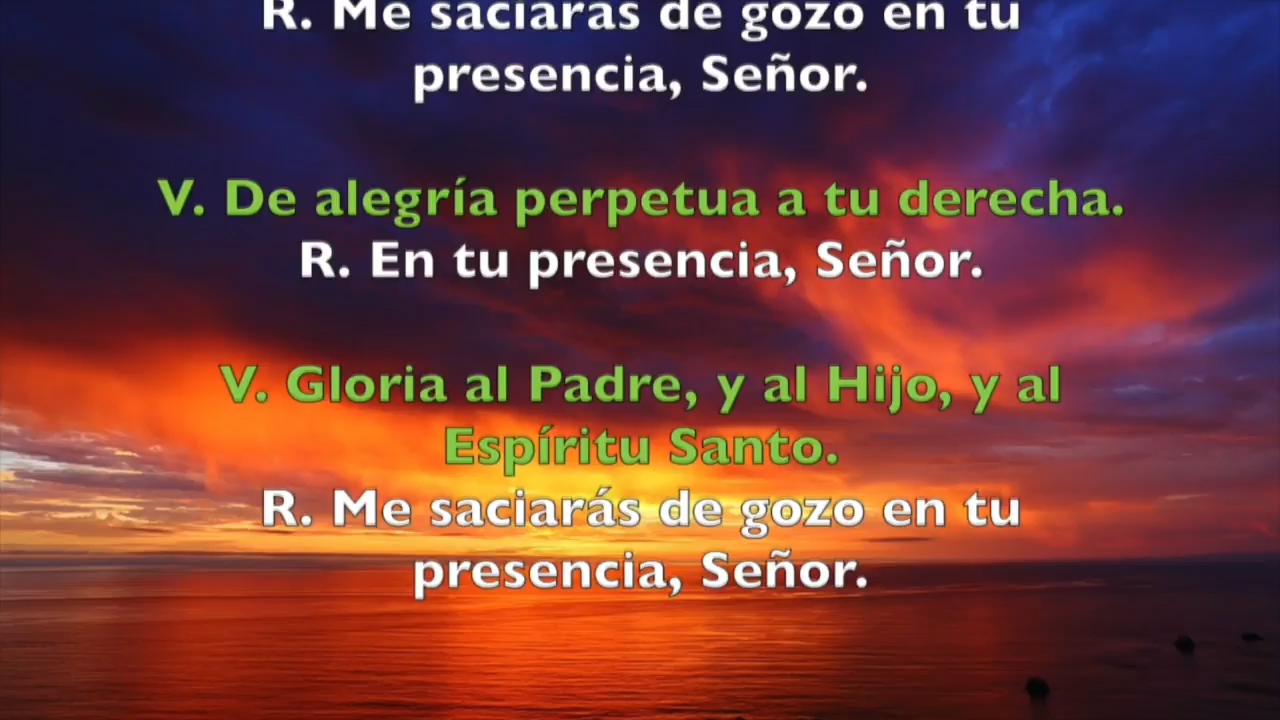 R. Me saciarás de gozo en tu
presencia, Señor.
V. De alegría perpetua a tu derecha.
R. En tu presencia, Señor.
V. Gloria al Padre, y al Hijo, y al
Espíritu Santo.
R. Me saciarás de gozo en tu
presencia, Señor.